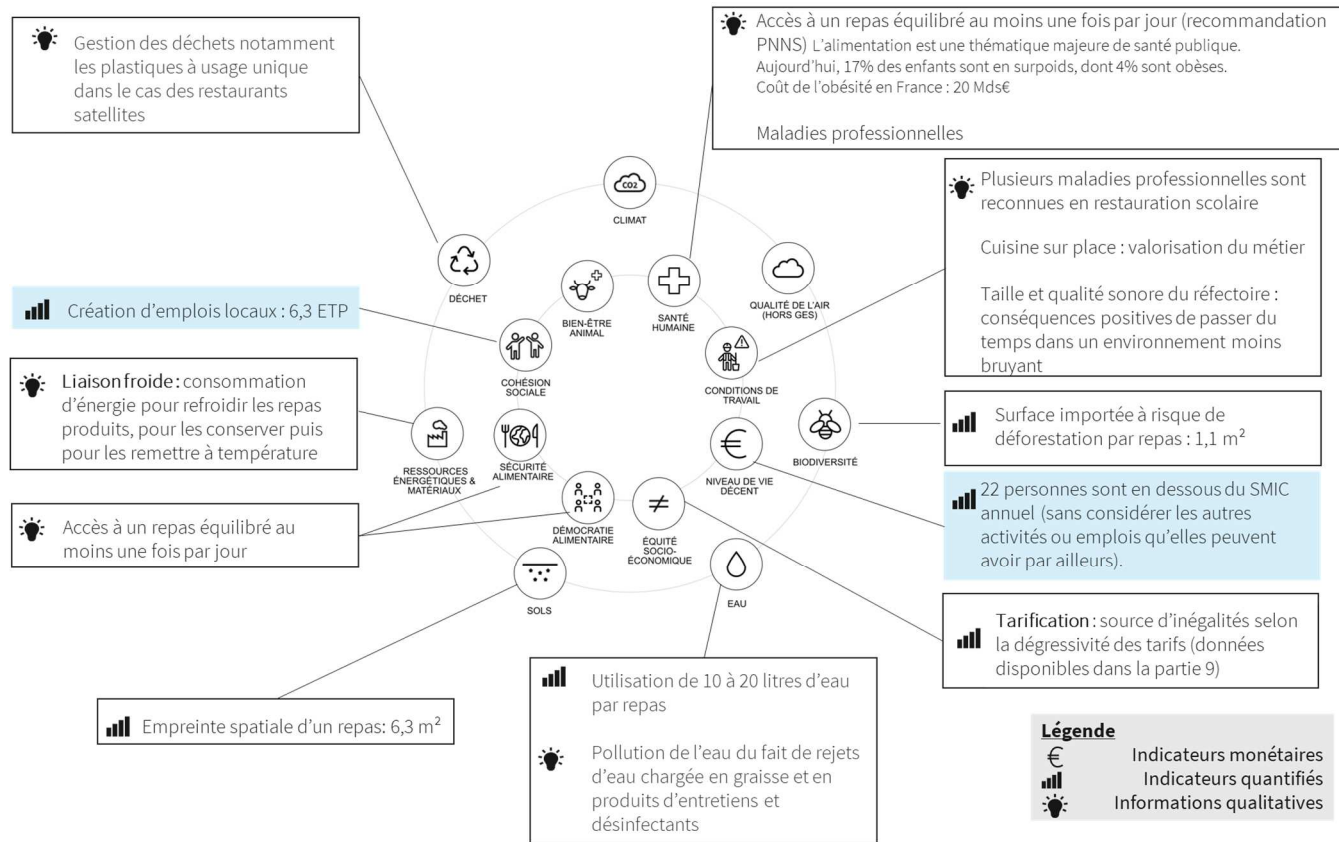 Gestion des déchets notamment
les plastiques à usage unique
dans le cas des restaurants
satellites
Accès à un repas équilibré au moins une fois par jour (recommandation
PNNS) L'alimentation est une thématique majeure de santé publique.
Aujourd'hui, 17% des enfants sont en surpoids, dont 4% sont obèses.
Coût de l'obésité en France : 20 Mds€
Maladies professionnelles
Plusieurs maladies professionnelles sont
reconnues en restauration scolaire
Cuisine sur place : valorisation du métier
Taille et qualité sonore du réfectoire :
conséquences positives de passer du
temps dans un environnement moins
bruyant
Création d'emplois locaux : 6,3 ETP
Liaison froide : consommation
d'énergie pour refroidir les repas
produits, pour les conserver puis
pour les remettre à température
Accès à un repas équilibré au
moins une fois par jour
CO2
CLIMAT
DÉCHET
BIEN-ÊTRE
ANIMAL
SANTÉ
HUMAINE
QUALITÉ DE L'AIR
(HORS GES)
COHÉSION
SOCIALE
CONDITIONS DE
TRAVAIL
RESSOURCES
ÉNERGÉTIQUES &
MATÉRIAUX
SÉCURITÉ
ALIMENTAIRE
NIVEAU DE VIE
DÉCENT
BIODIVERSITÉ
DÉMOCRATIE
ALIMENTAIRE
ÉQUITÉ
SOCIO-
ÉCONOMIQUE
SOLS
EAU
Surface importée à risque de
déforestation par repas : 1,1 m²
22 personnes sont en dessous du SMIC
annuel (sans considérer les autres
activités ou emplois qu'elles peuvent
avoir par ailleurs).
Tarification : source d'inégalités selon
la dégressivité des tarifs (données
disponibles dans la partie 9)
Empreinte spatiale d'un repas: 6,3 m²
Utilisation de 10 à 20 litres d'eau
par repas
Pollution de l'eau du fait de rejets
d'eau chargée en graisse et en
produits d'entretiens et
désinfectants
Légende
€ Indicateurs monétaires
Indicateurs quantifiés
Informations qualitatives